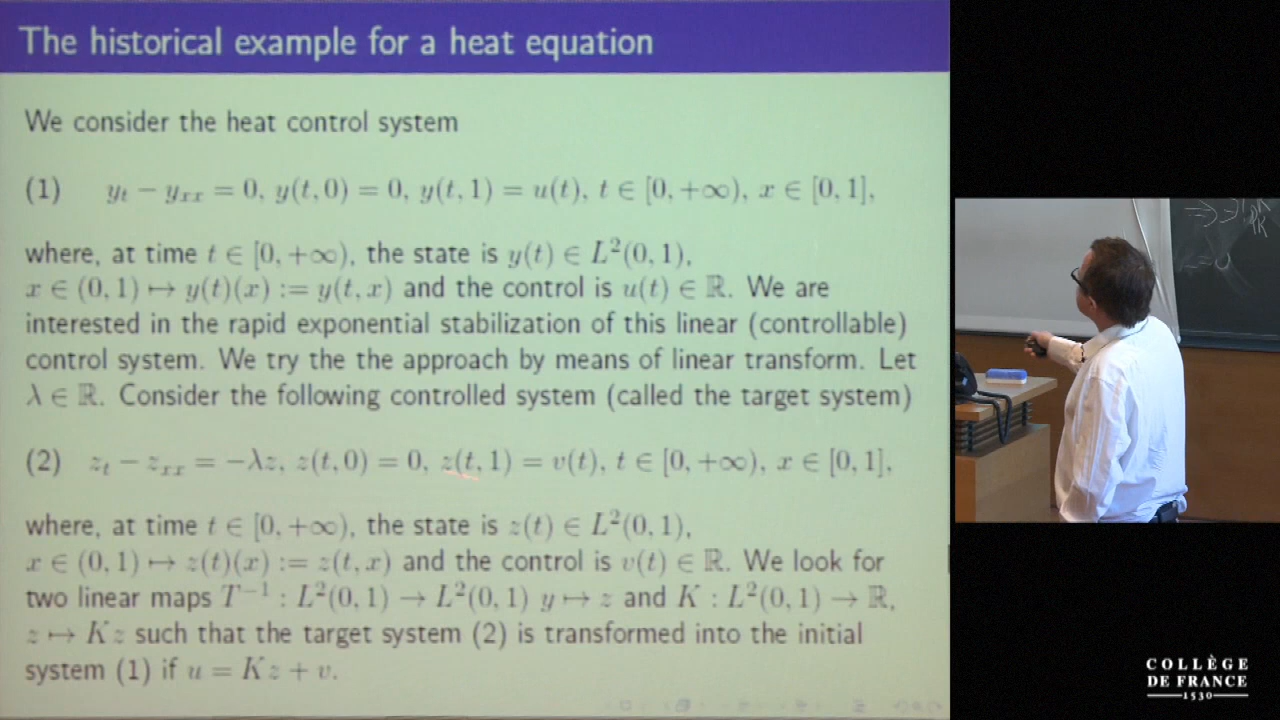 The historical example for a heat equation
We consider the heat control system
(1) yₜ − yₓₓ = 0, y(t, 0) = 0, y(t, 1) = u(t), t ∈ [0, +∞), x ∈ [0, 1],
where, at time t ∈ [0, +∞), the state is y(t) ∈ L²(0, 1),
x ∈ (0, 1) ↦ y(t)(x) := y(t, x) and the control is u(t) ∈ ℝ. We are
interested in the rapid exponential stabilization of this linear (controllable)
control system. We try the the approach by means of linear transform. Let
λ ∈ ℝ. Consider the following controlled system (called the target system)
(2) zₜ − zₓₓ = −λz, z(t, 0) = 0, z(t, 1) = v(t), t ∈ [0, +∞), x ∈ [0, 1],
where, at time t ∈ [0, +∞), the state is z(t) ∈ L²(0, 1),
x ∈ (0, 1) ↦ z(t)(x) := z(t, x) and the control is v(t) ∈ ℝ. We look for
two linear maps T⁻¹ : L²(0, 1) → L²(0, 1) y ↦ z and K : L²(0, 1) → ℝ,
z ↦ Kz such that the target system (2) is transformed into the initial
system (1) if u = Kz + v.
COLLÈGE
DE FRANCE
1530